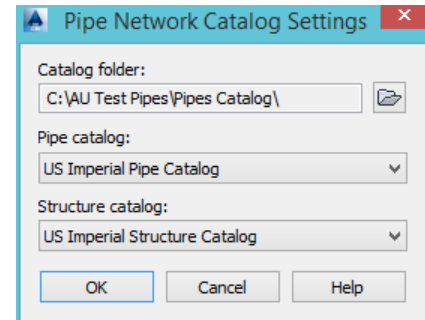 Pipe Network Catalog Settings
Catalog folder:
C:\AU Test Pipes\Pipes Catalog\
Pipe catalog:
US Imperial Pipe Catalog
Structure catalog:
US Imperial Structure Catalog
OK Cancel Help